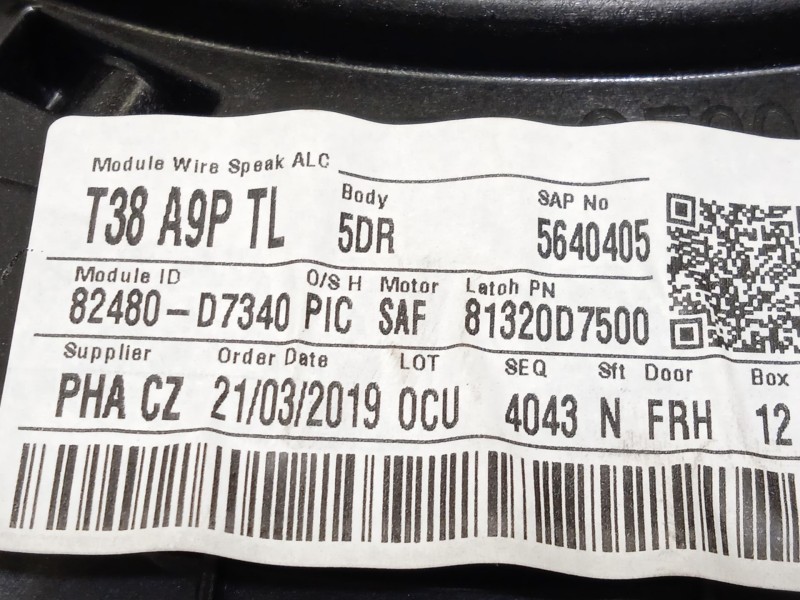 Module Wire Speak ALC
T38 A9P TL
Body
5DR
SAP No
5640405
Module ID
82480-D7340
O/S H
PIC
Motor
SAF
Latch PN
81320D7500
Supplier
PHA CZ
Order Date
21/03/2019
LOT
0CU
SEQ
4043
Sft
N
Door
FRH
Box
12